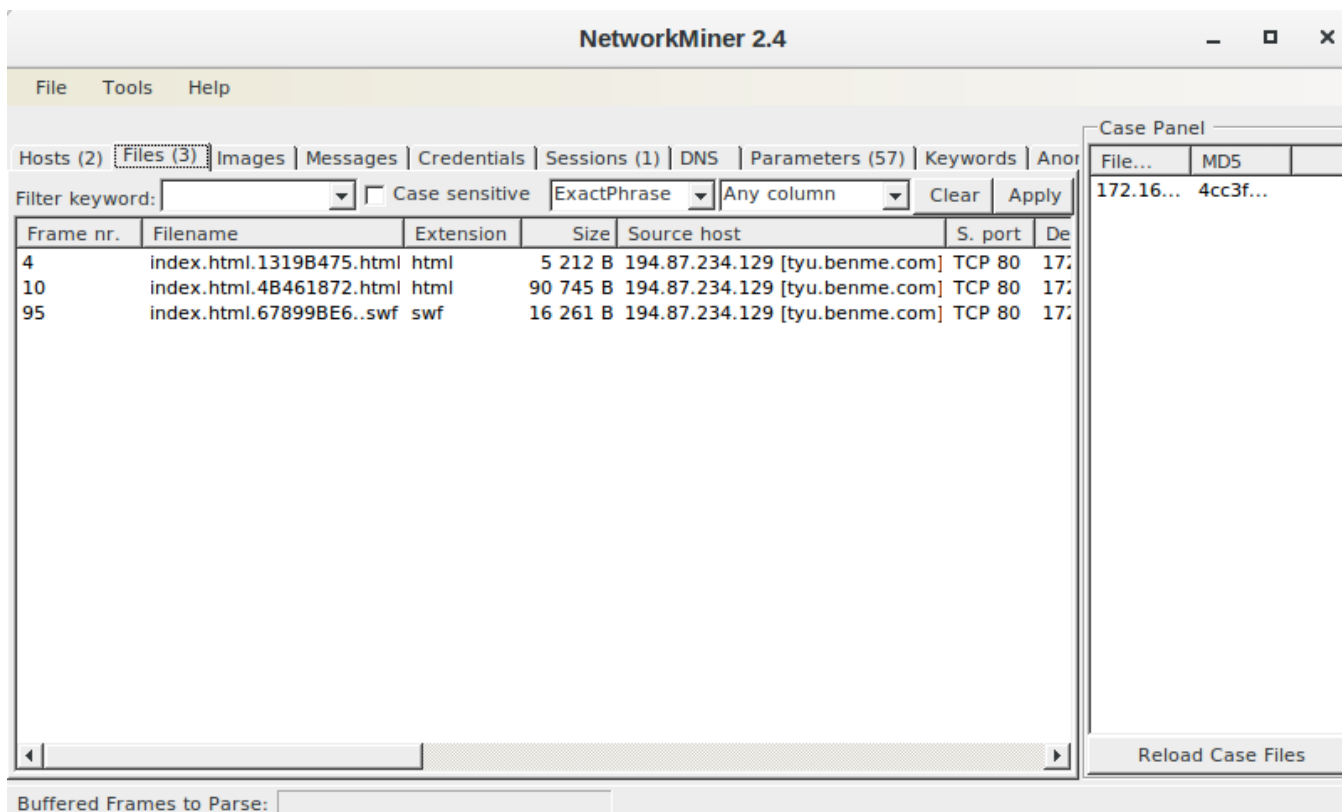 NetworkMiner 2.4
File Tools Help
Case Panel
Hosts (2) Files (3) Images Messages Credentials Sessions (1) DNS Parameters (57) Keywords Anor
File... MD5
Filter keyword: Case sensitive ExactPhrase Any column Clear Apply
172.16... 4cc3f...
Frame nr. Filename Extension Size Source host S. port De
4 index.html.1319B475.html html 5 212 B 194.87.234.129 [tyu.benme.com] TCP 80 172
10 index.html.4B461872.html html 90 745 B 194.87.234.129 [tyu.benme.com] TCP 80 172
95 index.html.67899BE6..swf swf 16 261 B 194.87.234.129 [tyu.benme.com] TCP 80 172
Reload Case Files
Buffered Frames to Parse: